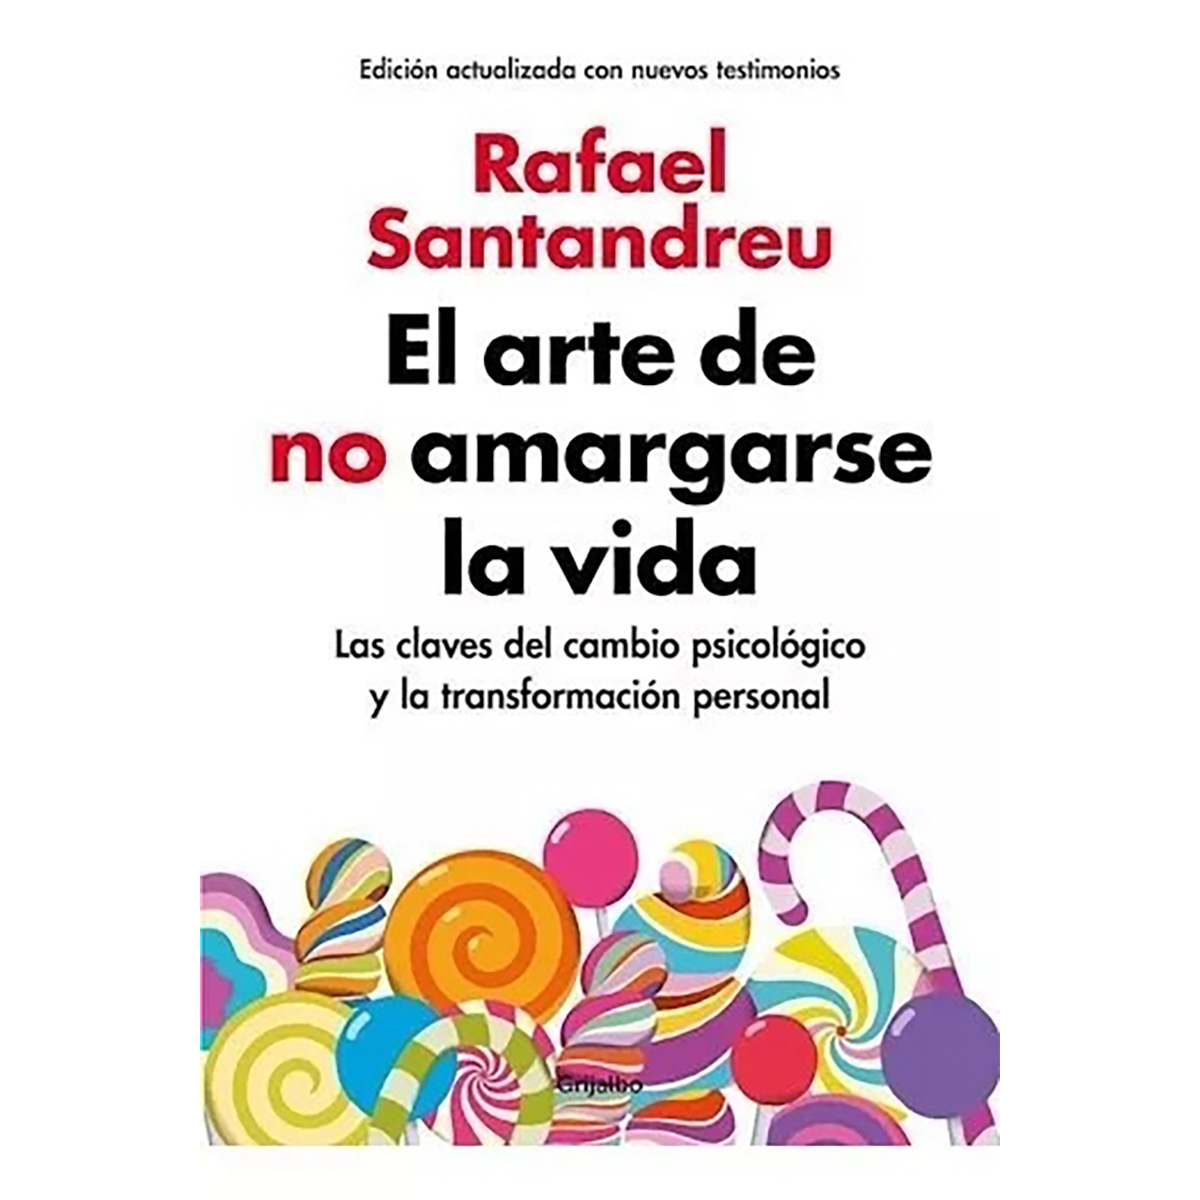 Edición actualizada con nuevos testimonios
Rafael
Santandreu
El arte de
no amargarse
la vida
Las claves del cambio psicológico
y la transformación personal
Grijalbo